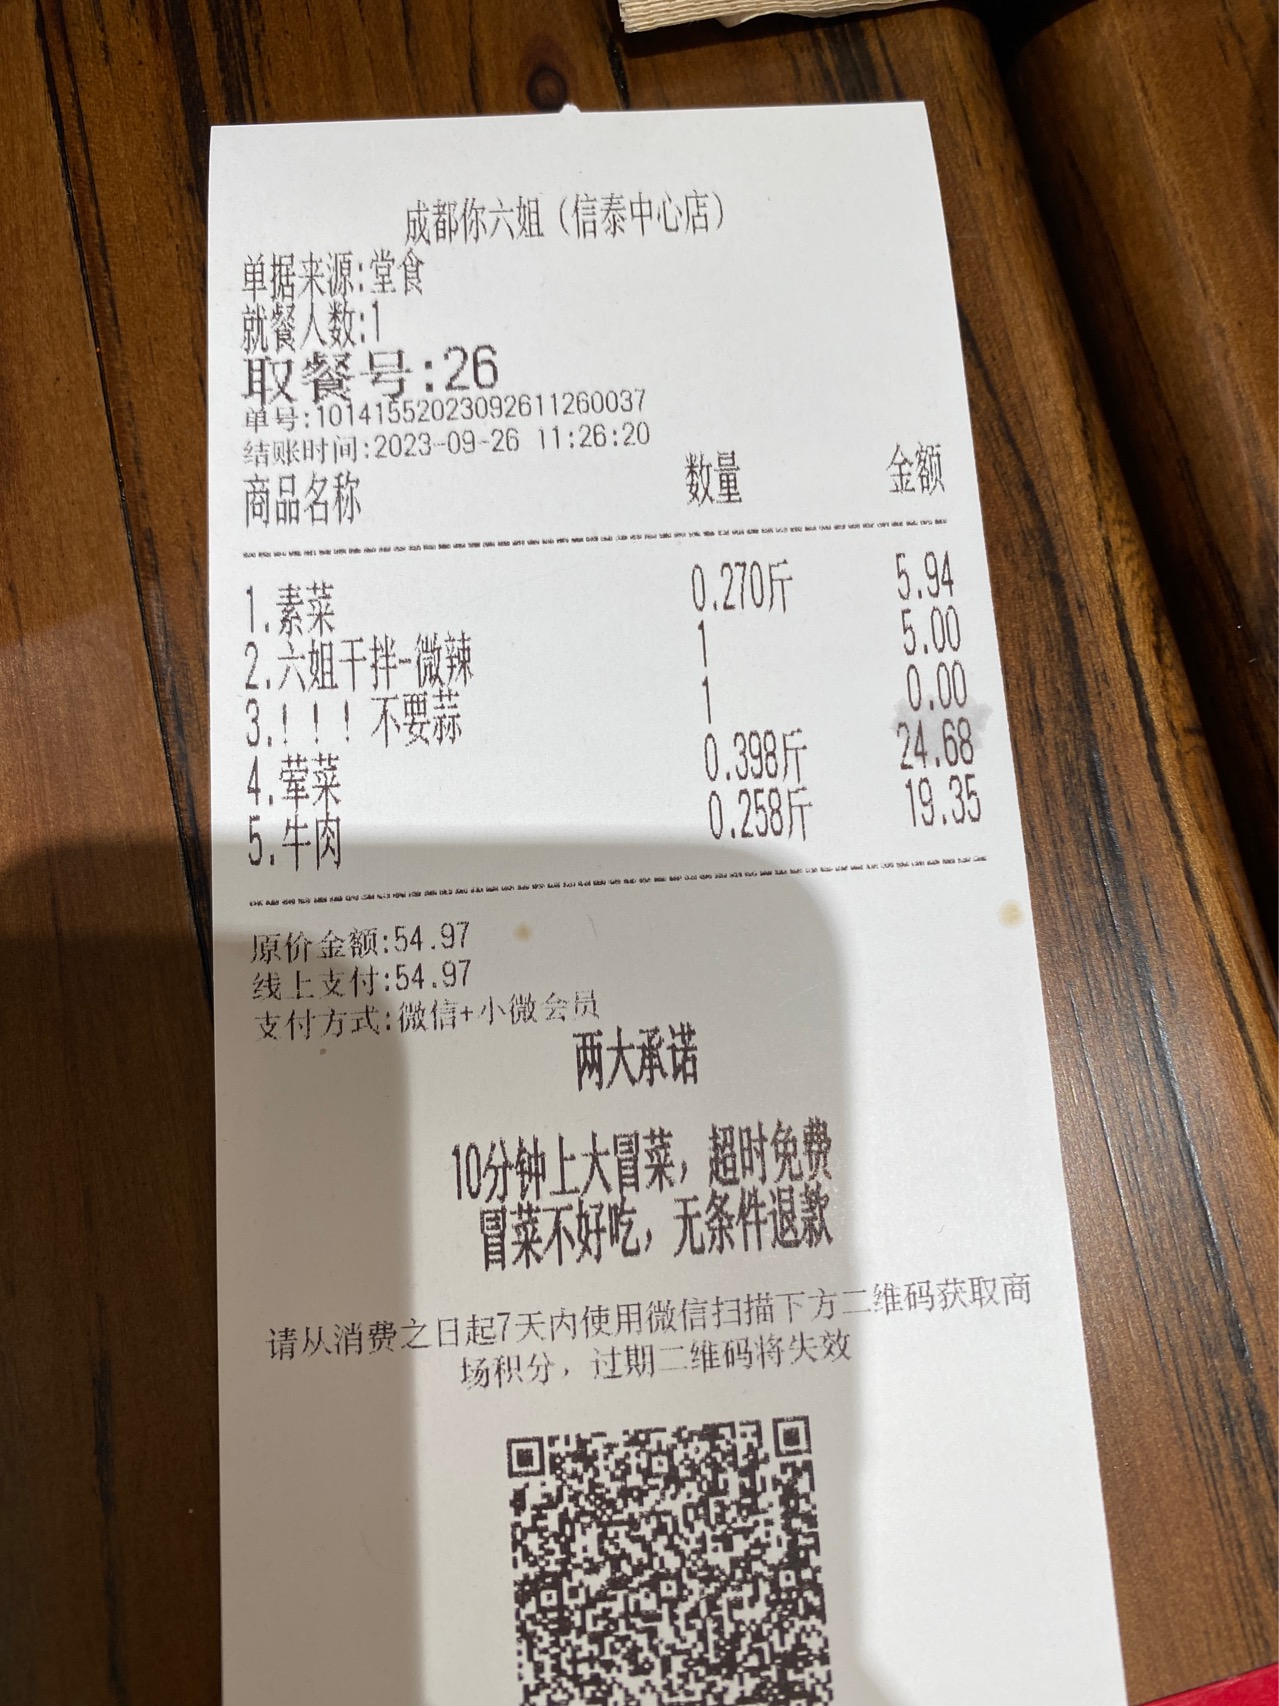 成都你六姐（信泰中心店）
单据来源:堂食
就餐人数:1
取餐号:26
单号:10141552023092611260037
结账时间:2023-09-26 11:26:20
商品名称 数量 金额
1.素菜 0.270斤 5.94
2.六姐干拌-微辣 1 5.00
3.！！！不要蒜 1 0.00
4.荤菜 0.398斤 24.68
5.牛肉 0.258斤 19.35
原价金额:54.97
线上支付:54.97
支付方式:微信+小微会员
两大承诺
10分钟上大冒菜，超时免费
冒菜不好吃，无条件退款
请从消费之日起7天内使用微信扫描下方二维码获取商
场积分，过期二维码将失效